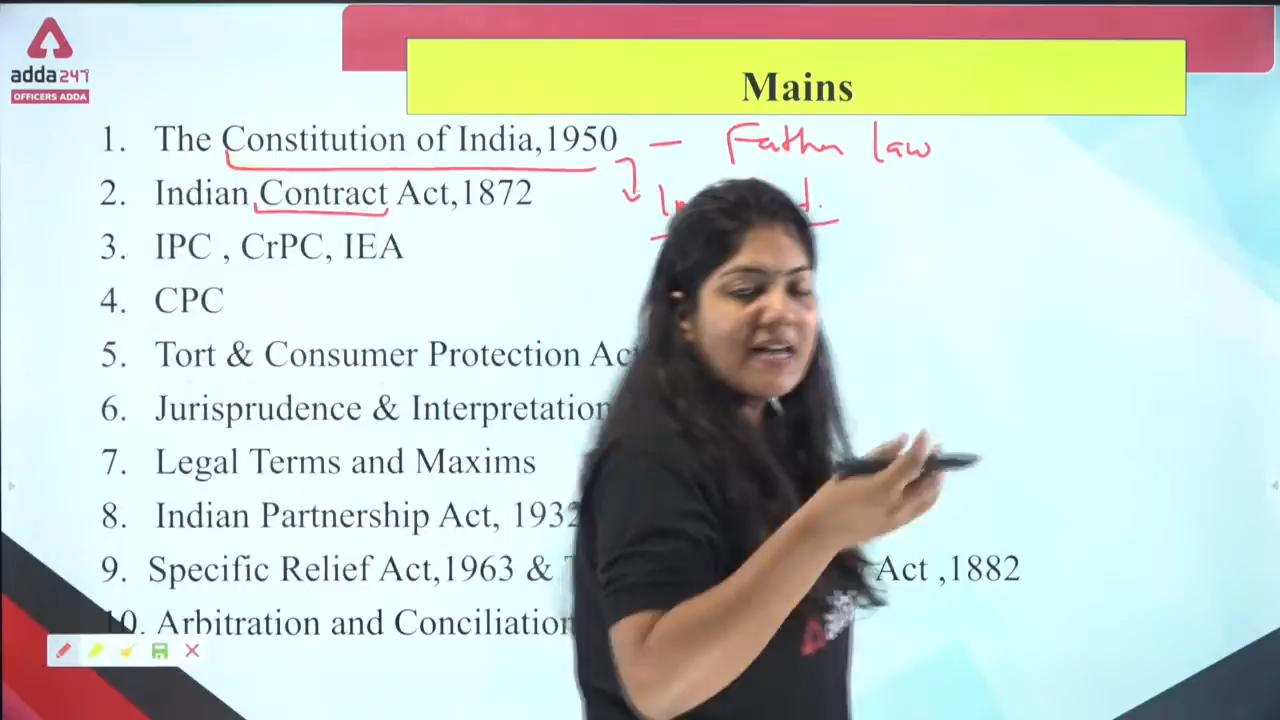 adda247
OFFICERS ADDA
Mains
1. The Constitution of India,1950 – Father law
2. Indian Contract Act,1872
3. IPC , CrPC, IEA
4. CPC
5. Tort & Consumer Protection Act
6. Jurisprudence & Interpretation
7. Legal Terms and Maxims
8. Indian Partnership Act, 1932
9. Specific Relief Act,1963 & Act ,1882
10. Arbitration and Conciliation